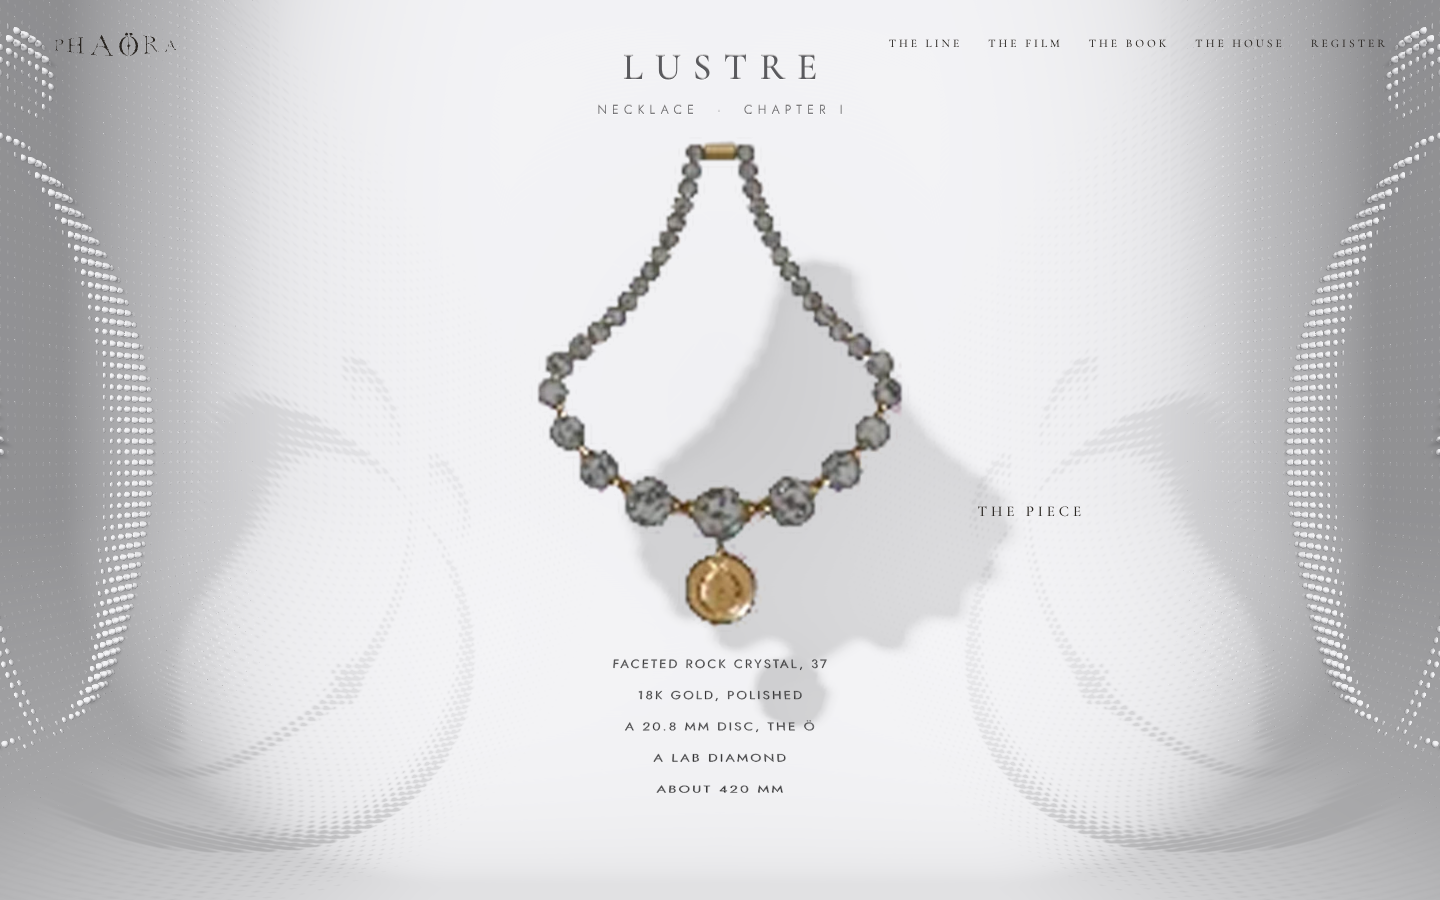 PHAÖRA
THE LINE THE FILM THE BOOK THE HOUSE REGISTER
LUSTRE
NECKLACE · CHAPTER I
THE PIECE
FACETED ROCK CRYSTAL, 37
18K GOLD, POLISHED
A 20.8 MM DISC, THE Ö
A LAB DIAMOND
ABOUT 420 MM